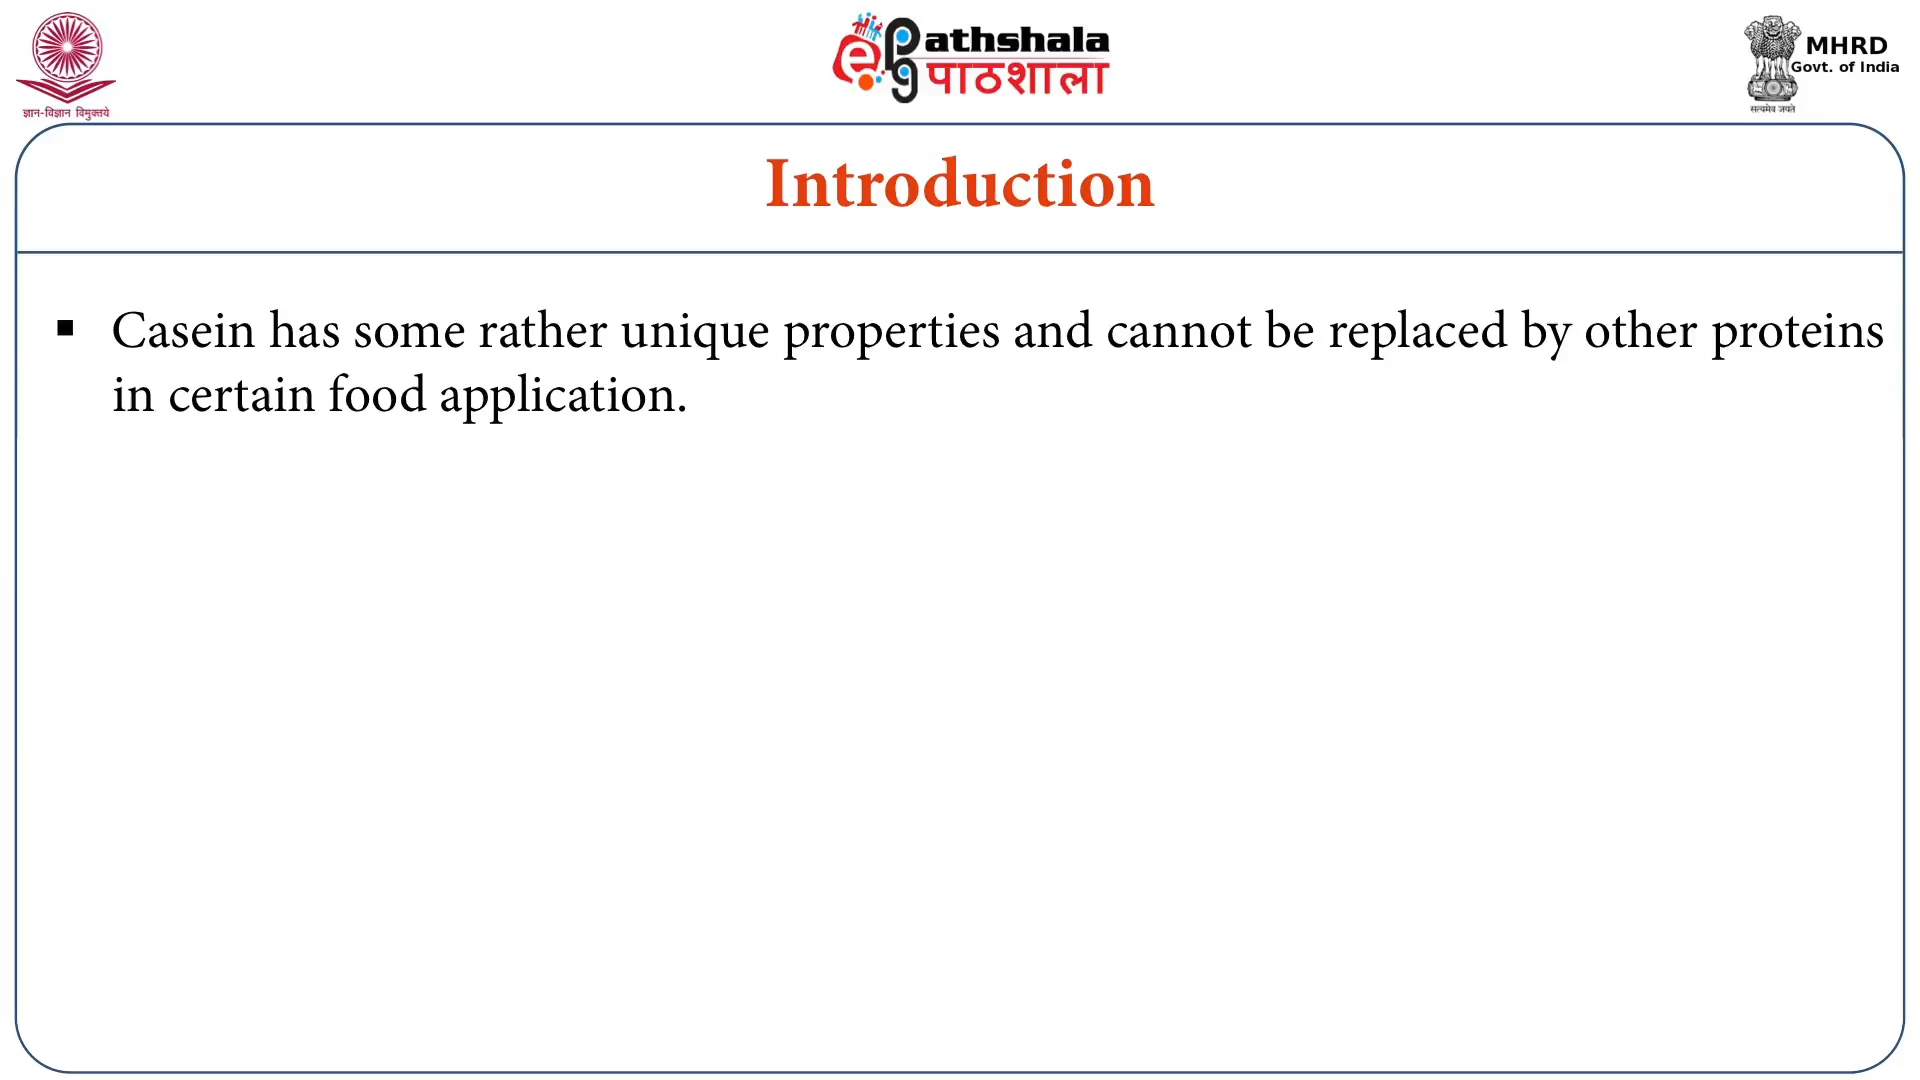 ज्ञान-विज्ञान विमुक्तये
ePG
athshala
पाठशाला
MHRD
Govt. of India
सत्यमेव जयते
Introduction
▪ Casein has some rather unique properties and cannot be replaced by other proteins
in certain food application.